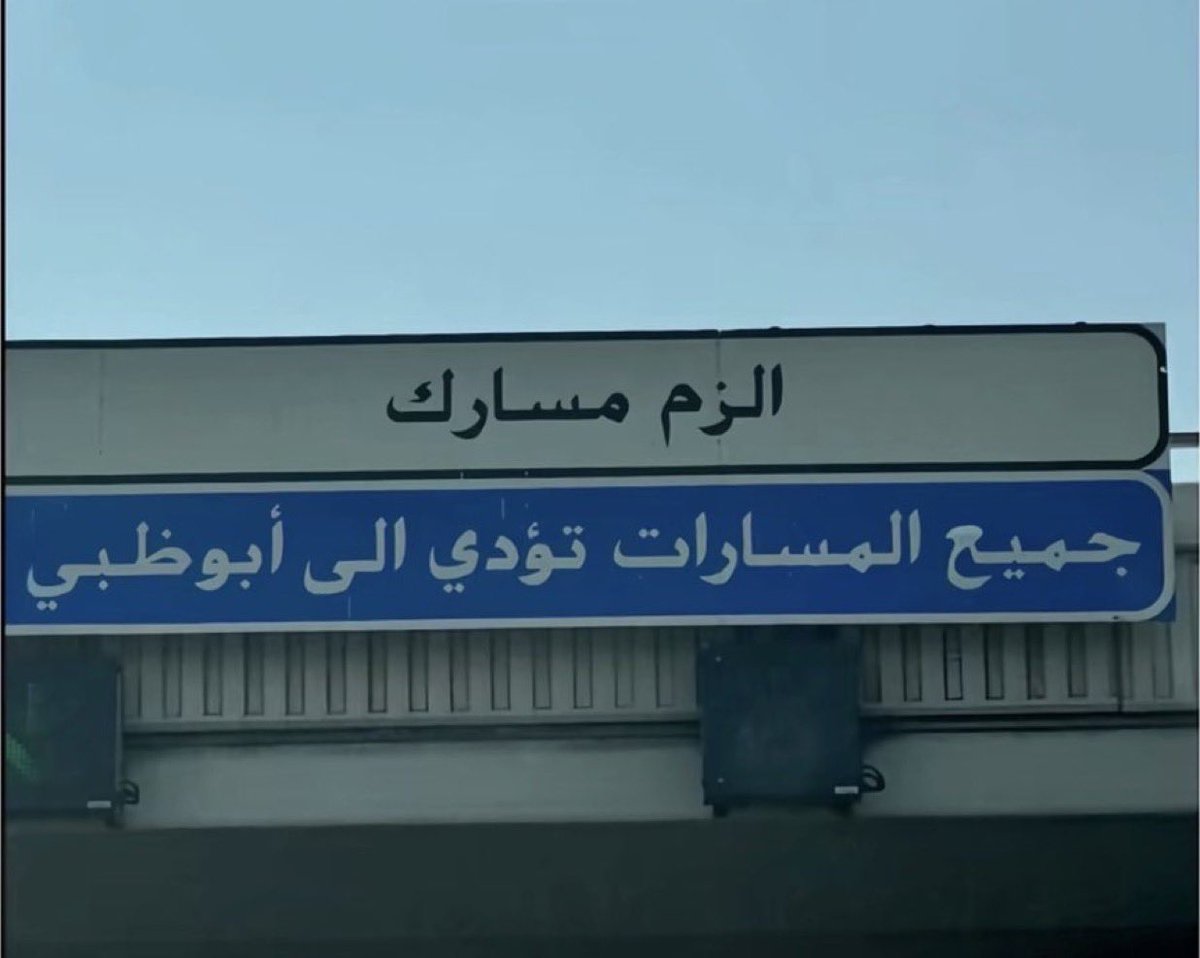 الزم مسارك
جميع المسارات تؤدي الى أبوظبي